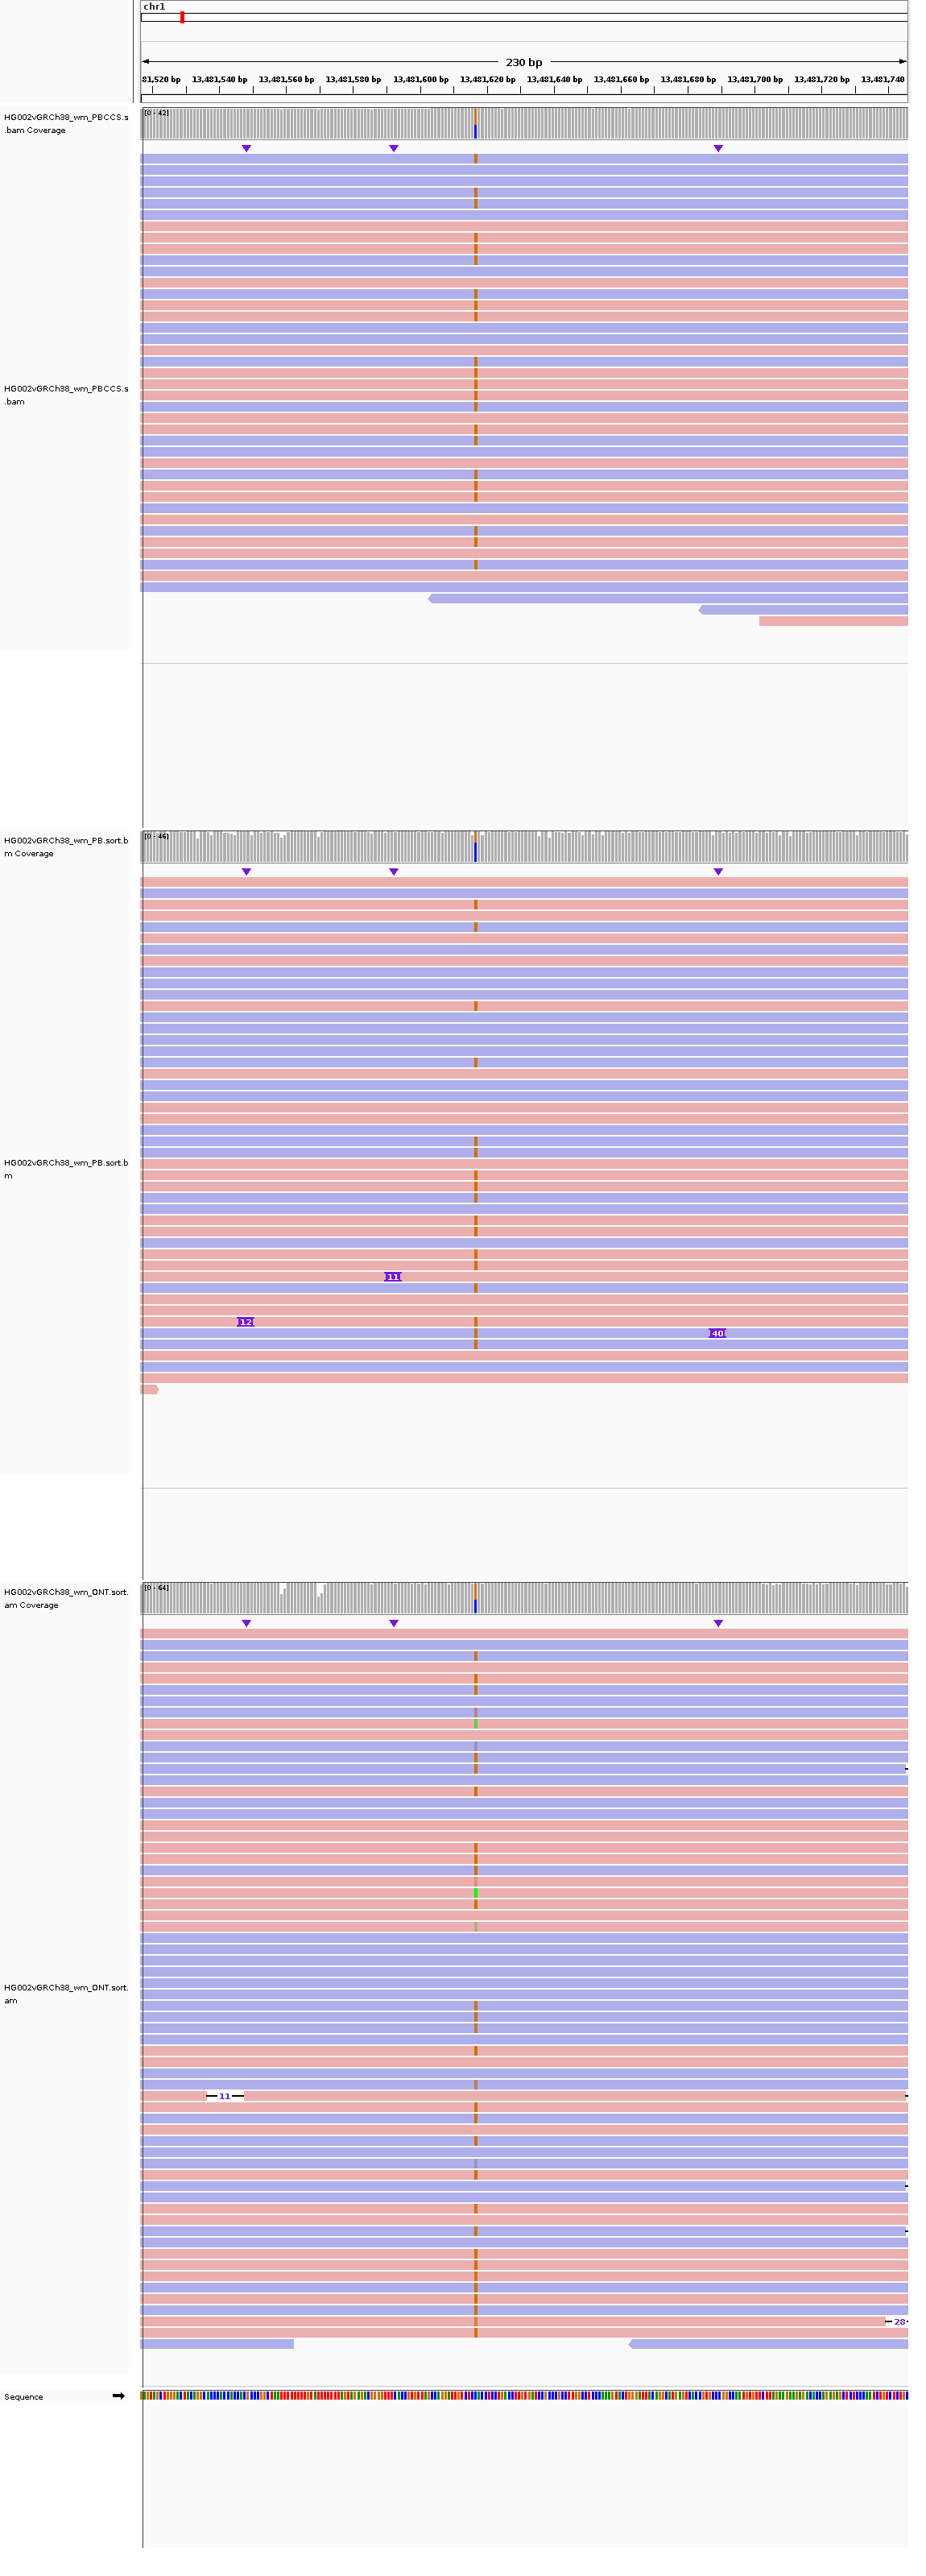 chr1
230 bp
81,520 bp 13,481,540 bp 13,481,560 bp 13,481,580 bp 13,481,600 bp 13,481,620 bp 13,481,640 bp 13,481,660 bp 13,481,680 bp 13,481,700 bp 13,481,720 bp 13,481,740
HG002vGRCh38_wm_PBCCS.s
.bam Coverage
[0 - 42]
HG002vGRCh38_wm_PBCCS.s
.bam
HG002vGRCh38_wm_PB.sort.b
m Coverage
[0 - 46]
HG002vGRCh38_wm_PB.sort.b
m
11
12
40
HG002vGRCh38_wm_ONT.sort.
am Coverage
[0 - 64]
HG002vGRCh38_wm_ONT.sort.
am
11
28
Sequence